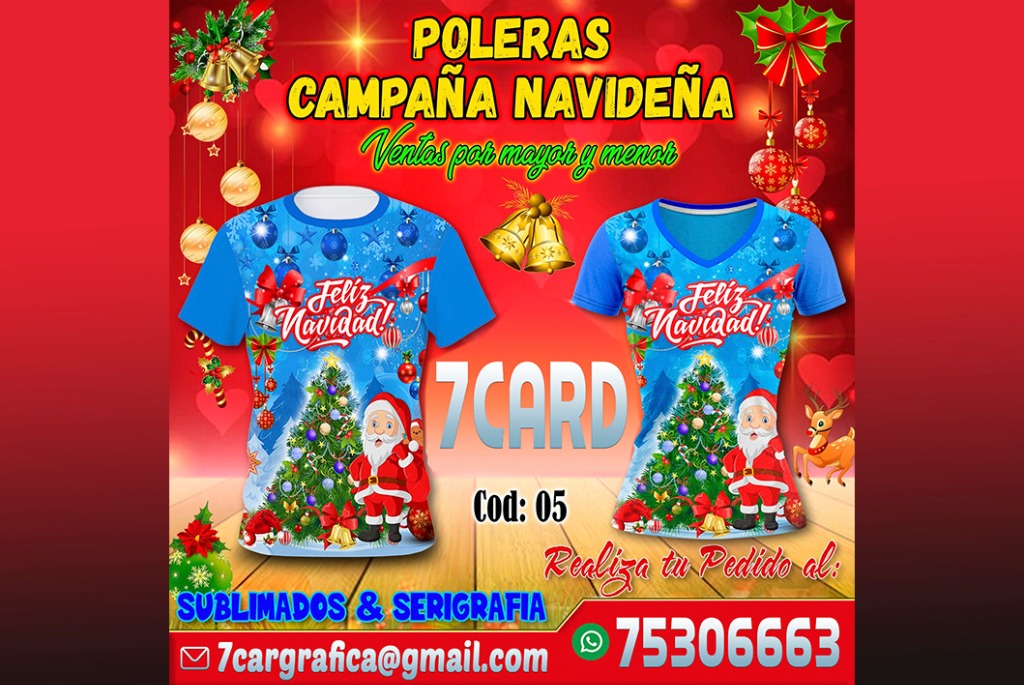 POLERAS
CAMPAÑA NAVIDEÑA
Ventas por mayor y menor
Feliz
Navidad!
Feliz
Navidad!
7CARD
Cod: 05
Realiza tu Pedido al:
SUBLIMADOS & SERIGRAFIA
7cargrafica@gmail.com
75306663